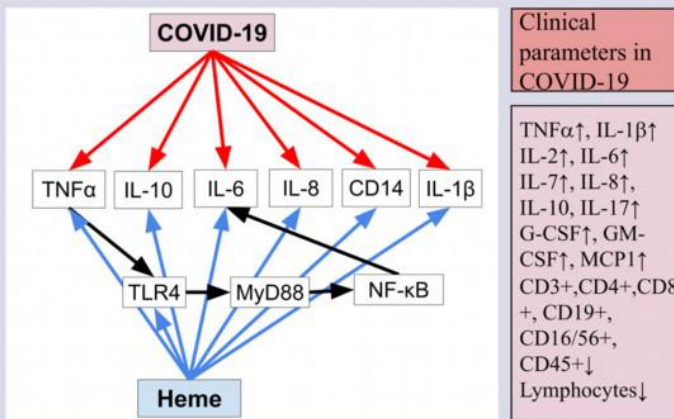 COVID-19
TNFα
IL-10
IL-6
IL-8
CD14
IL-1β
TLR4
MyD88
NF-κB
Heme
Clinical
parameters in
COVID-19
TNFα↑, IL-1β↑
IL-2↑, IL-6↑
IL-7↑, IL-8↑,
IL-10, IL-17↑
G-CSF↑, GM-
CSF↑, MCP1↑
CD3+,CD4+,CD8
+, CD19+,
CD16/56+,
CD45+↓
Lymphocytes↓